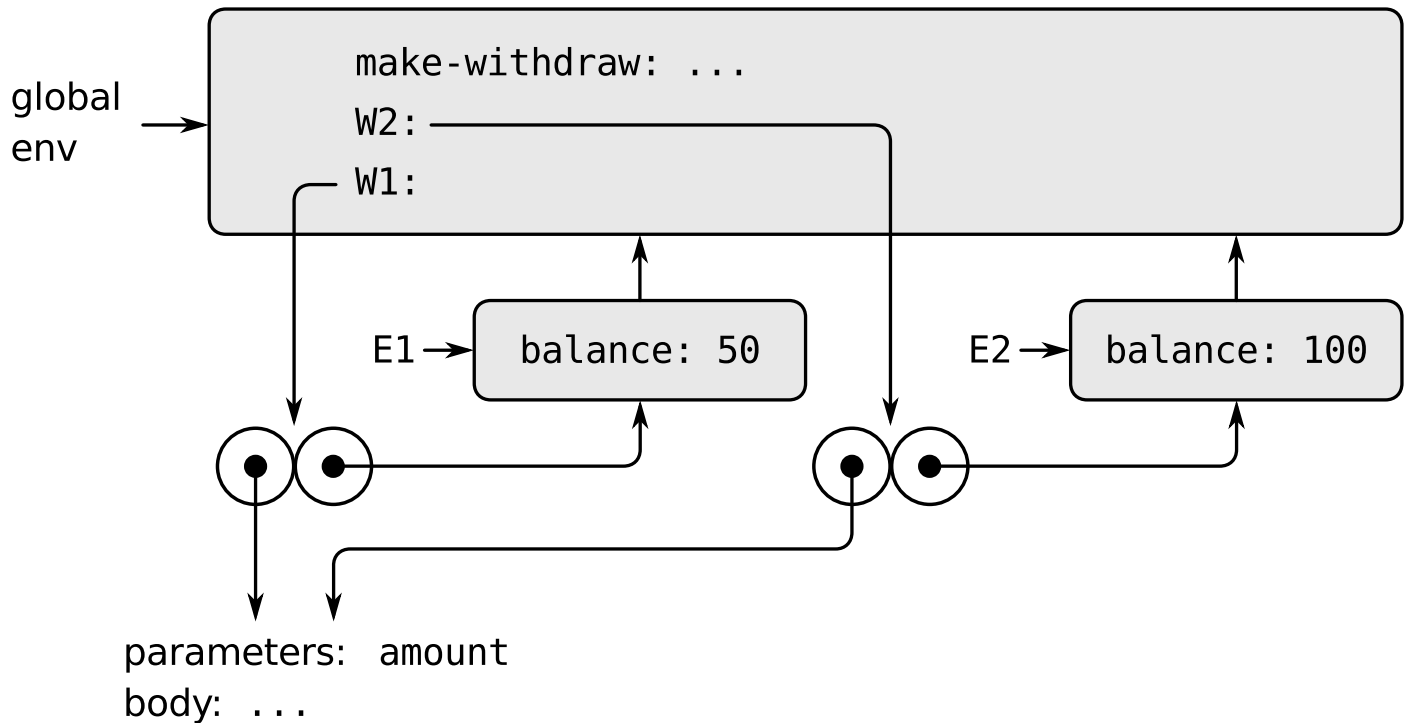 global
env
make-withdraw: ...
W2:
W1:
E1
balance: 50
E2
balance: 100
parameters: amount
body: ...